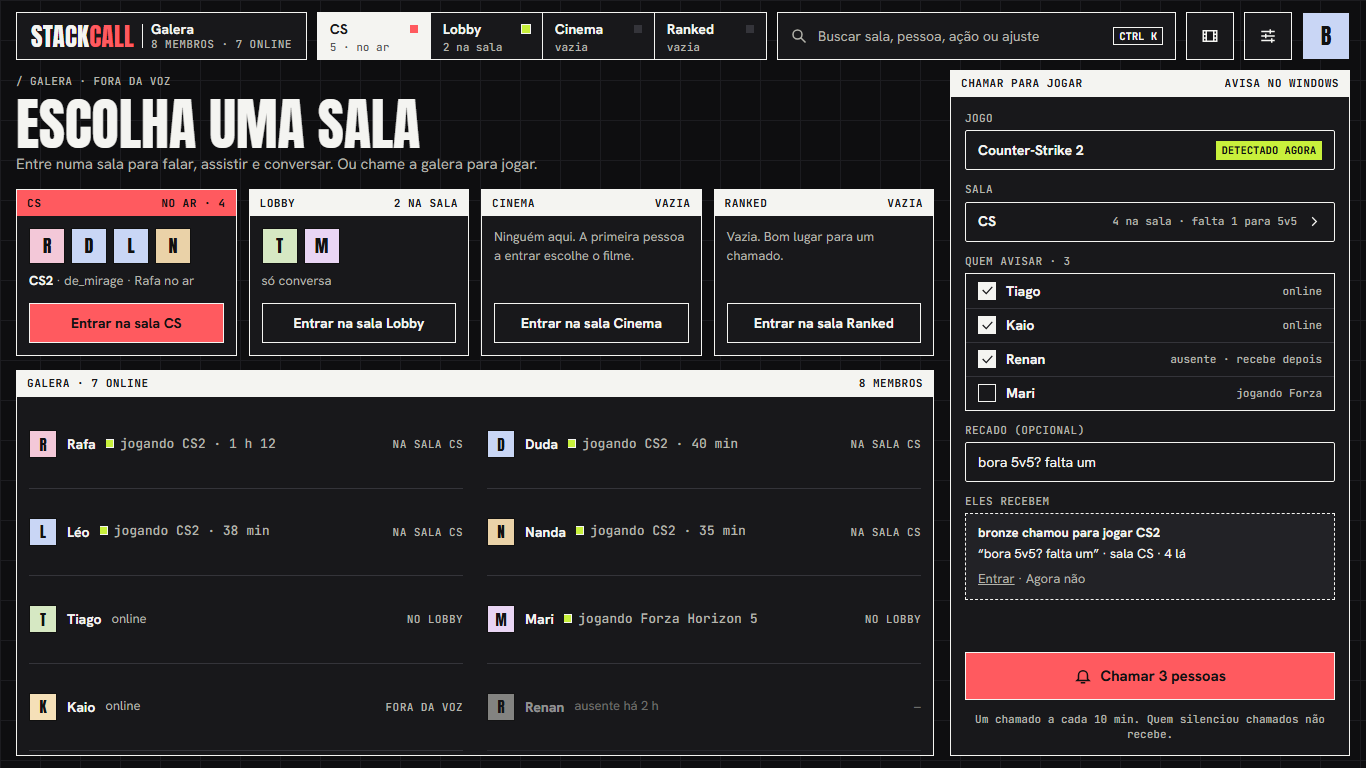 STACKCALL
Galera
8 MEMBROS · 7 ONLINE
CS
5 · no ar
Lobby
2 na sala
Cinema
vazia
Ranked
vazia
Buscar sala, pessoa, ação ou ajuste
CTRL K
B
/ GALERA · FORA DA VOZ
ESCOLHA UMA SALA
Entre numa sala para falar, assistir e conversar. Ou chame a galera para jogar.
CS NO AR · 4
R D L N
CS2 · de_mirage · Rafa no ar
Entrar na sala CS
LOBBY 2 NA SALA
T M
só conversa
Entrar na sala Lobby
CINEMA VAZIA
Ninguém aqui. A primeira pessoa
a entrar escolhe o filme.
Entrar na sala Cinema
RANKED VAZIA
Vazia. Bom lugar para um
chamado.
Entrar na sala Ranked
GALERA · 7 ONLINE 8 MEMBROS
R Rafa jogando CS2 · 1 h 12 NA SALA CS
D Duda jogando CS2 · 40 min NA SALA CS
L Léo jogando CS2 · 38 min NA SALA CS
N Nanda jogando CS2 · 35 min NA SALA CS
T Tiago online NO LOBBY
M Mari jogando Forza Horizon 5 NO LOBBY
K Kaio online FORA DA VOZ
R Renan ausente há 2 h —
CHAMAR PARA JOGAR AVISA NO WINDOWS
JOGO
Counter-Strike 2 DETECTADO AGORA
SALA
CS 4 na sala · falta 1 para 5v5
QUEM AVISAR · 3
Tiago online
Kaio online
Renan ausente · recebe depois
Mari jogando Forza
RECADO (OPCIONAL)
bora 5v5? falta um
ELES RECEBEM
bronze chamou para jogar CS2
“bora 5v5? falta um” · sala CS · 4 lá
Entrar · Agora não
Chamar 3 pessoas
Um chamado a cada 10 min. Quem silenciou chamados não
recebe.